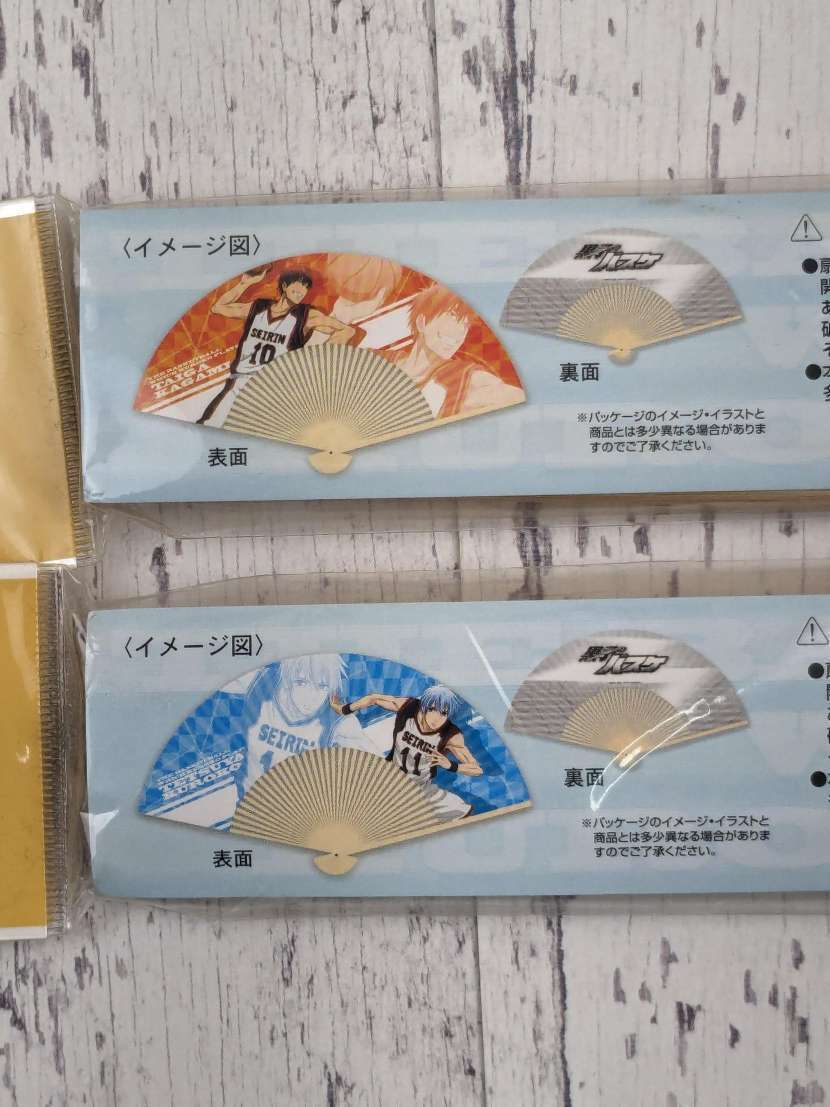 〈イメージ図〉
黒子の
バスケ
SEIRIN
10
TAIGA
KAGAMI
裏面
表面
※パッケージのイメージ・イラストと
商品とは多少異なる場合がありま
すのでご了承ください。
〈イメージ図〉
黒子の
バスケ
SEIRIN
SEIRIN
11
TETSUYA
KUROKO
裏面
表面
※パッケージのイメージ・イラストと
商品とは多少異なる場合がありま
すのでご了承ください。